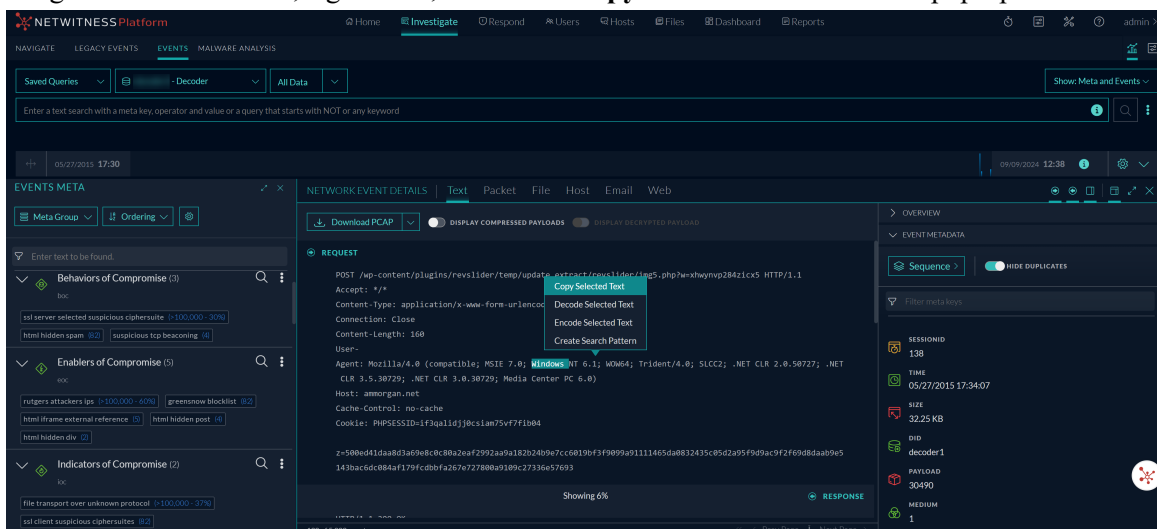 NETWITNESS Platform
Home Investigate Respond Users Hosts Files Dashboard Reports admin
NAVIGATE LEGACY EVENTS EVENTS MALWARE ANALYSIS
Saved Queries - Decoder All Data Show: Meta and Events
Enter a text search with a meta key, operator and value or a query that starts with NOT or any keyword
05/27/2015 17:30 09/09/2024 12:38
EVENTS META
Meta Group Ordering
Enter text to be found.
Behaviors of Compromise (3)
boc
ssl server selected suspicious ciphersuite (>100,000 - 30%)
html hidden spam (82) suspicious tcp beaconing (4)
Enablers of Compromise (5)
eoc
rutgers attackers ips (>100,000 - 60%) greensnow blocklist (82)
html iframe external reference (5) html hidden post (4)
html hidden div (2)
Indicators of Compromise (2)
ioc
file transport over unknown protocol (>100,000 - 37%)
ssl client suspicious ciphersuites (82)
NETWORK EVENT DETAILS Text Packet File Host Email Web
Download PCAP DISPLAY COMPRESSED PAYLOADS DISPLAY DECRYPTED PAYLOAD
REQUEST
POST /wp-content/plugins/revslider/temp/update_extract/revslider/img5.php?w=xhwynvp284zicx5 HTTP/1.1
Accept: */*
Content-Type: application/x-www-form-urlencod
Connection: Close
Content-Length: 160
User-
Agent: Mozilla/4.0 (compatible; MSIE 7.0; Windows NT 6.1; WOW64; Trident/4.0; SLCC2; .NET CLR 2.0.50727; .NET
CLR 3.5.30729; .NET CLR 3.0.30729; Media Center PC 6.0)
Host: ammorgan.net
Cache-Control: no-cache
Cookie: PHPSESSID=if3qalidjj0csiam75vf7fib04
z=500ed41daa8d3a69e8c0c80a2eaf2992aa9a182b24b9e7cc6019bf3f9099a91111465da0832435c05d2a95f9d9ac9f2f69d8daab9e5
143bac6dc084af179fcdbbfa267e727800a9109c27336e57693
Copy Selected Text
Decode Selected Text
Encode Selected Text
Create Search Pattern
Showing 6% RESPONSE
OVERVIEW
EVENT METADATA
Sequence HIDE DUPLICATES
Filter meta keys
SESSIONID
138
TIME
05/27/2015 17:34:07
SIZE
32.25 KB
DID
decoder1
PAYLOAD
30490
MEDIUM
1